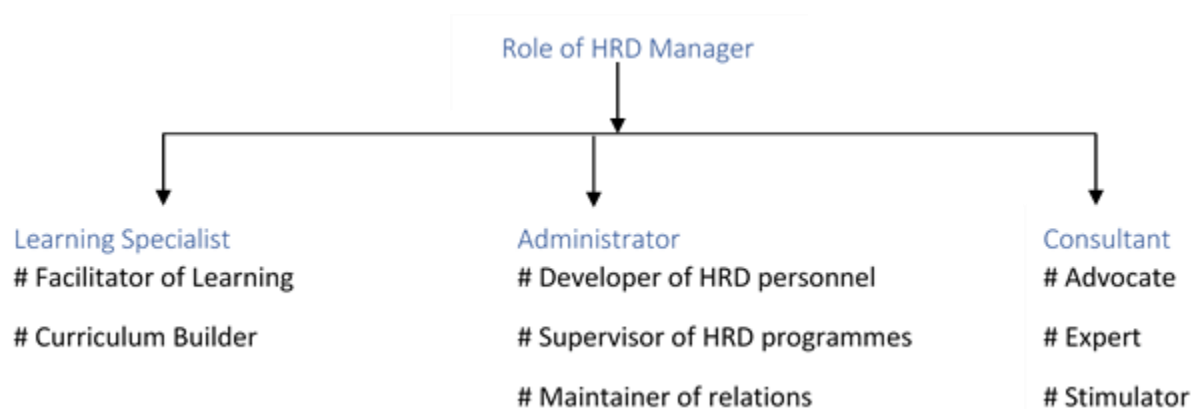 Role of HRD Manager
Learning Specialist
# Facilitator of Learning
# Curriculum Builder
Administrator
# Developer of HRD personnel
# Supervisor of HRD programmes
# Maintainer of relations
Consultant
# Advocate
# Expert
# Stimulator